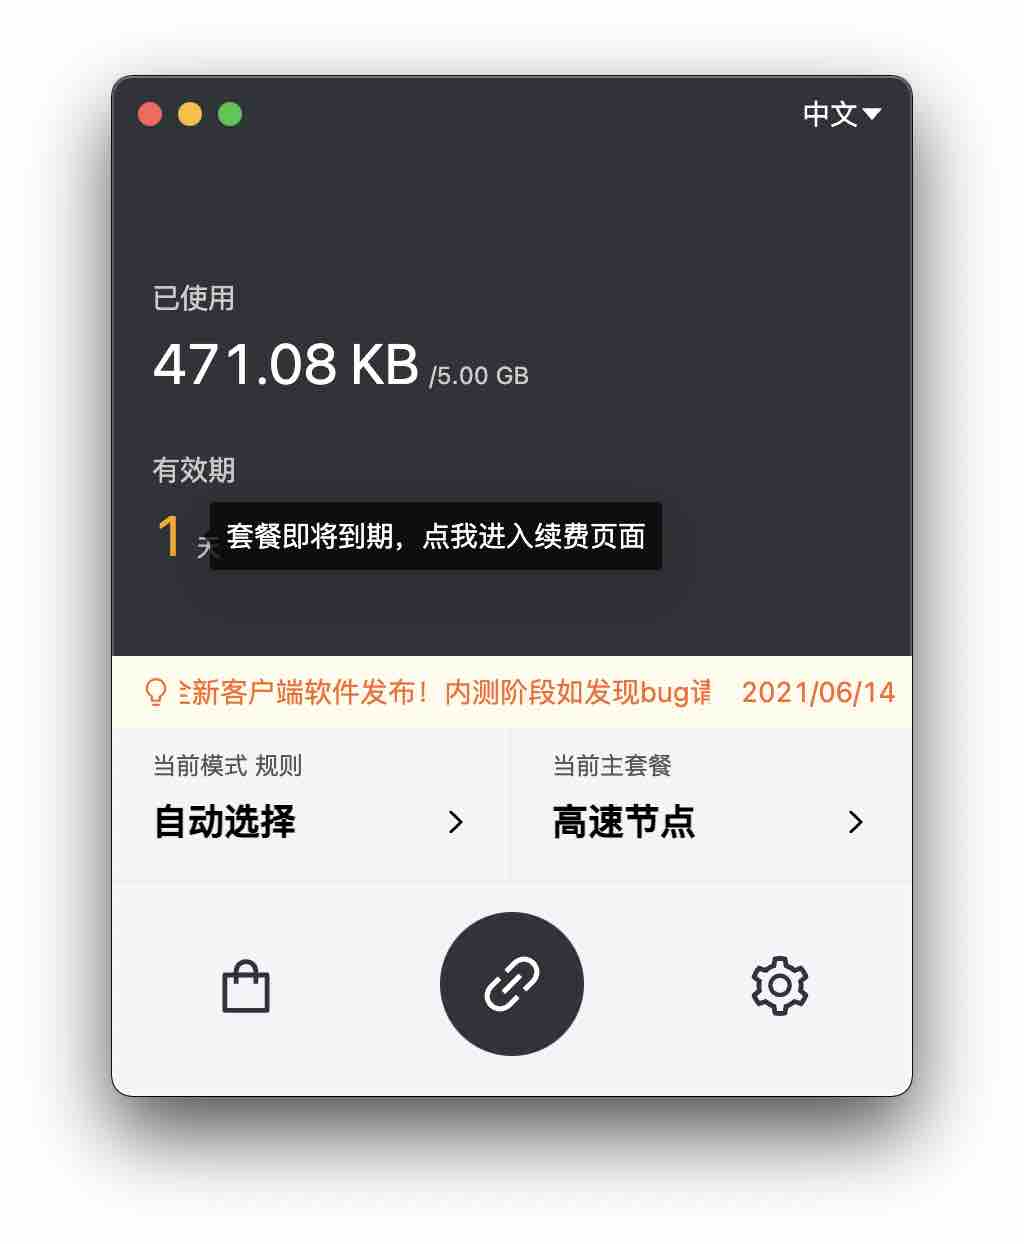 中文
已使用
471.08 KB /5.00 GB
有效期
1 天
套餐即将到期，点我进入续费页面
新客户端软件发布！内测阶段如发现bug请 2021/06/14
当前模式 规则
自动选择
当前主套餐
高速节点